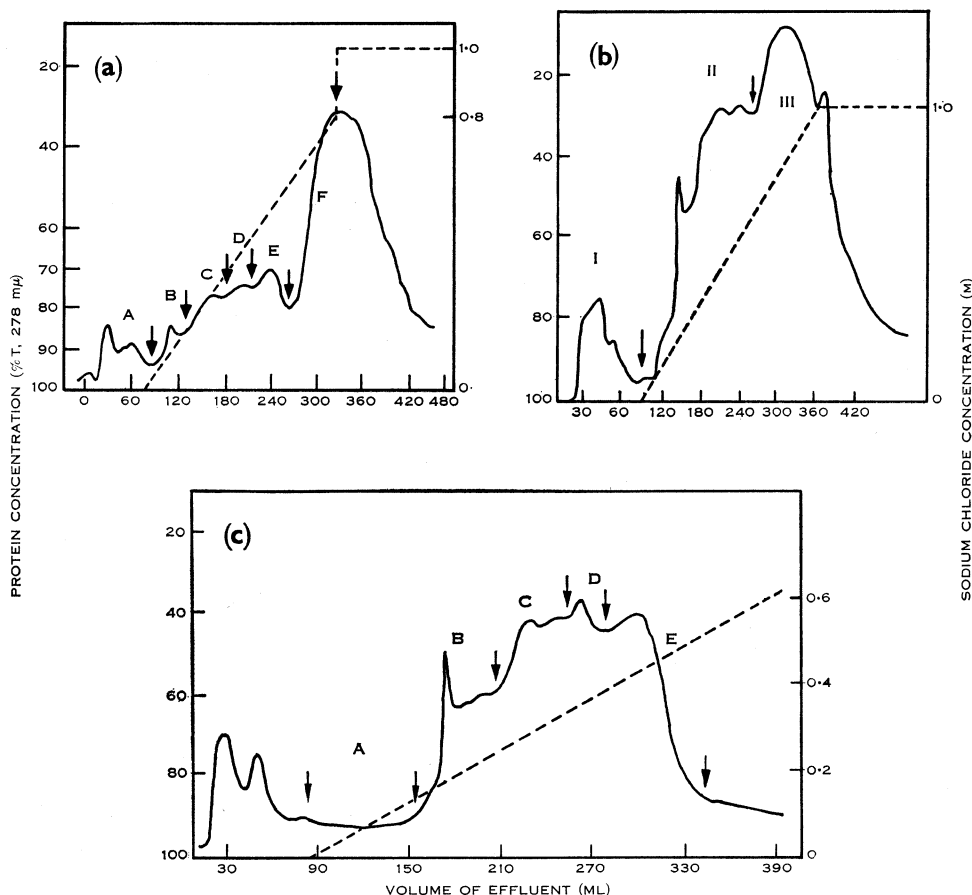 (a)
20
40
60
70
80
90
100
A
B
C
D
E
F
1·0
0·8
0·
0 60 120 180 240 300 360 420 480
(b)
20
40
60
80
100
I
II
III
1·0
0
30 60 120 180 240 300 360 420
(c)
20
40
60
80
100
A
B
C
D
E
0·6
0·4
0·2
0
30 90 150 210 270 330 390
PROTEIN CONCENTRATION (%T, 278 mμ)
SODIUM CHLORIDE CONCENTRATION (M)
VOLUME OF EFFLUENT (ML)